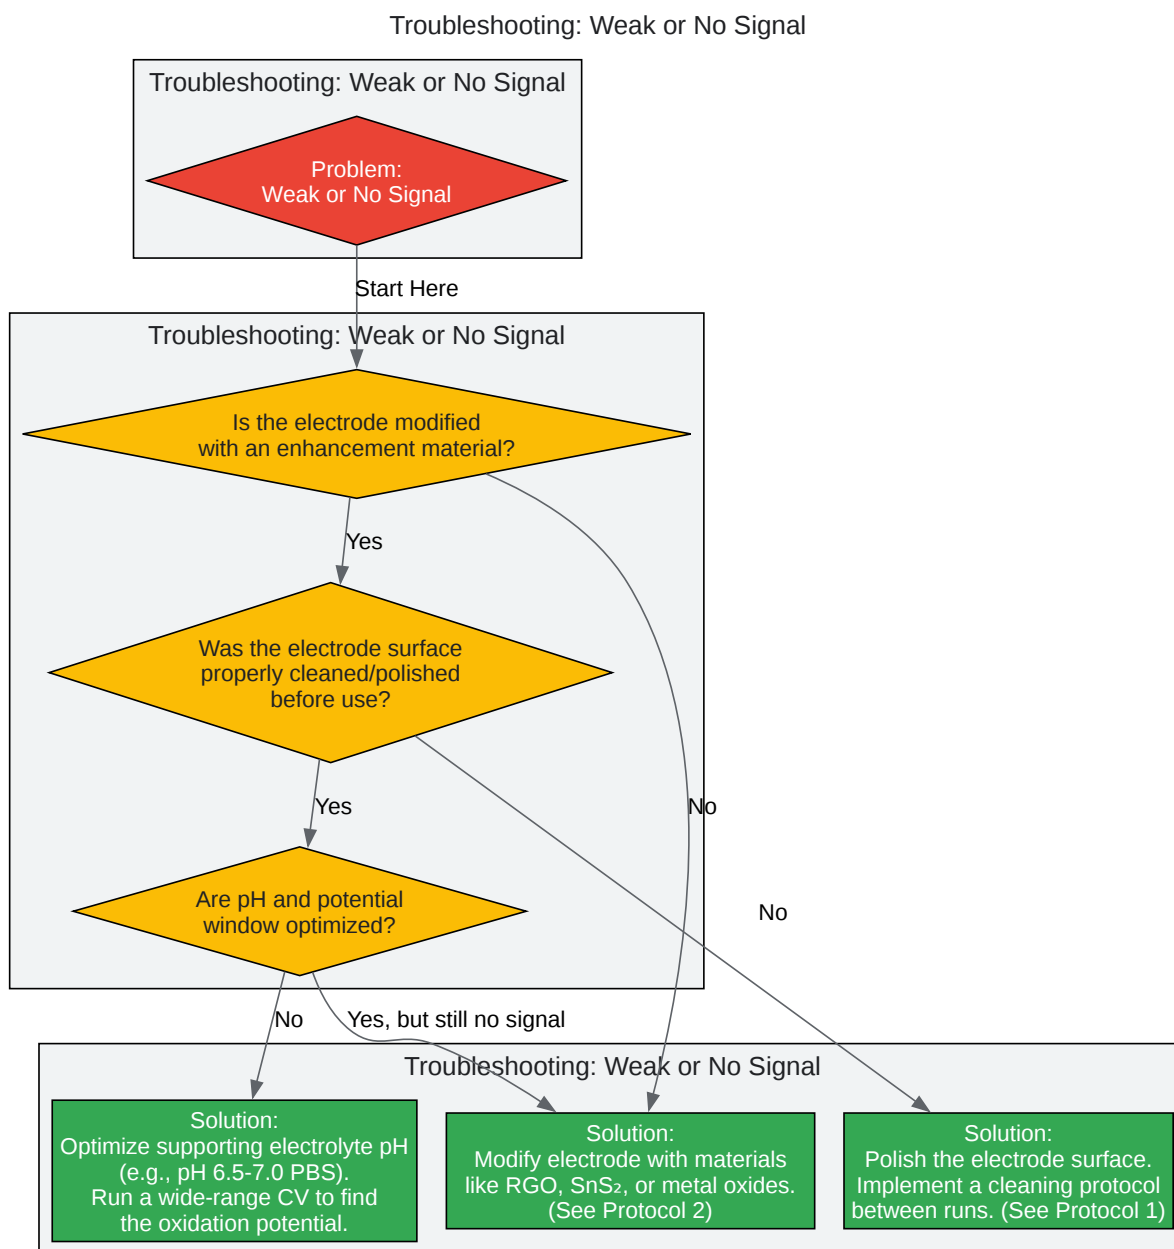 Troubleshooting: Weak or No Signal
Troubleshooting: Weak or No Signal
Problem:
Weak or No Signal
Start Here
Troubleshooting: Weak or No Signal
Is the electrode modified
with an enhancement material?
Yes
Was the electrode surface
properly cleaned/polished
before use?
Yes
No
Are pH and potential
window optimized?
No
No
Yes, but still no signal
Troubleshooting: Weak or No Signal
Solution:
Optimize supporting electrolyte pH
(e.g., pH 6.5-7.0 PBS).
Run a wide-range CV to find
the oxidation potential.
Solution:
Modify electrode with materials
like RGO, SnS₂, or metal oxides.
(See Protocol 2)
Solution:
Polish the electrode surface.
Implement a cleaning protocol
between runs. (See Protocol 1)